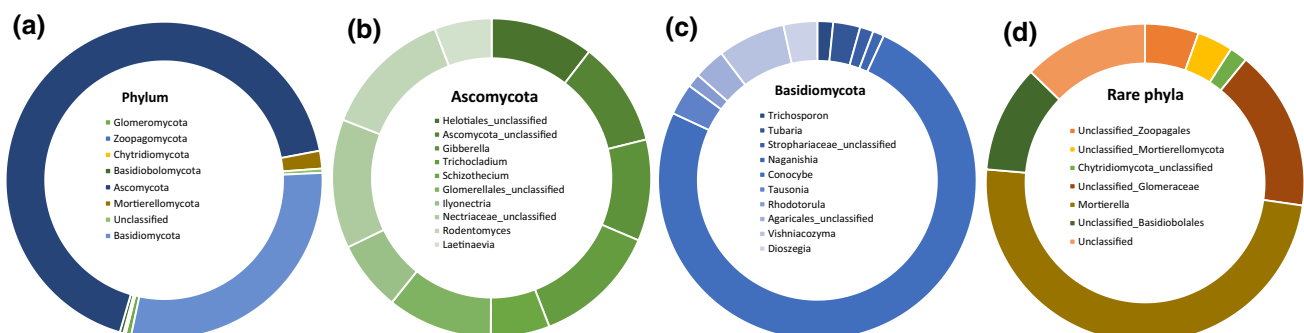 (a)
Phylum
Glomeromycota
Zoopagomycota
Chytridiomycota
Basidiobolomycota
Ascomycota
Mortierellomycota
Unclassified
Basidiomycota
(b)
Ascomycota
Helotiales_unclassified
Ascomycota_unclassified
Gibberella
Trichocladium
Schizothecium
Glomerellales_unclassified
Ilyonectria
Nectriaceae_unclassified
Rodentomyces
Laetinaevia
(c)
Basidiomycota
Trichosporon
Tubaria
Strophariaceae_unclassified
Naganishia
Conocybe
Tausonia
Rhodotorula
Agaricales_unclassified
Vishniacozyma
Dioszegia
(d)
Rare phyla
Unclassified_Zoopagales
Unclassified_Mortierellomycota
Chytridiomycota_unclassified
Unclassified_Glomeraceae
Mortierella
Unclassified_Basidiobolales
Unclassified